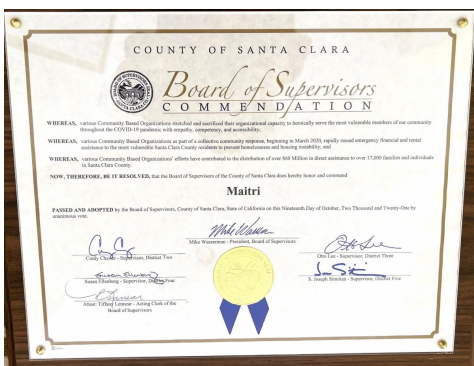 COUNTY OF SANTA CLARA
Board of Supervisors
COMMENDATION
WHEREAS, various Community Based Organizations stretched and sacrificed their organizational capacity to heroically serve the most vulnerable members of our community
throughout the COVID-19 pandemic with empathy, competency, and accessibility;
WHEREAS, various Community Based Organizations as part of a collective community response, beginning in March 2020, rapidly issued emergency financial and rental
assistance to the most vulnerable Santa Clara County residents to prevent homelessness and housing instability; and
WHEREAS, various Community Based Organizations' efforts have contributed to the distribution of over $60 Million in direct assistance to over 17,000 families and individuals
in Santa Clara County.
NOW, THEREFORE, BE IT RESOLVED, that the Board of Supervisors of the County of Santa Clara does hereby honor and commend
Maitri
PASSED AND ADOPTED by the Board of Supervisors, County of Santa Clara, State of California on this Nineteenth Day of October, Two Thousand and Twenty-One by
unanimous vote.
Mike Wasserman - President, Board of Supervisors
Cindy Chavez - Supervisor, District Two
Otto Lee
Otto Lee - Supervisor, District Three
Susan Ellenberg
Susan Ellenberg - Supervisor, District Four
S. Joseph Simitian - Supervisor, District Five
Attest: Tiffany Lennear - Acting Clerk of the
Board of Supervisors